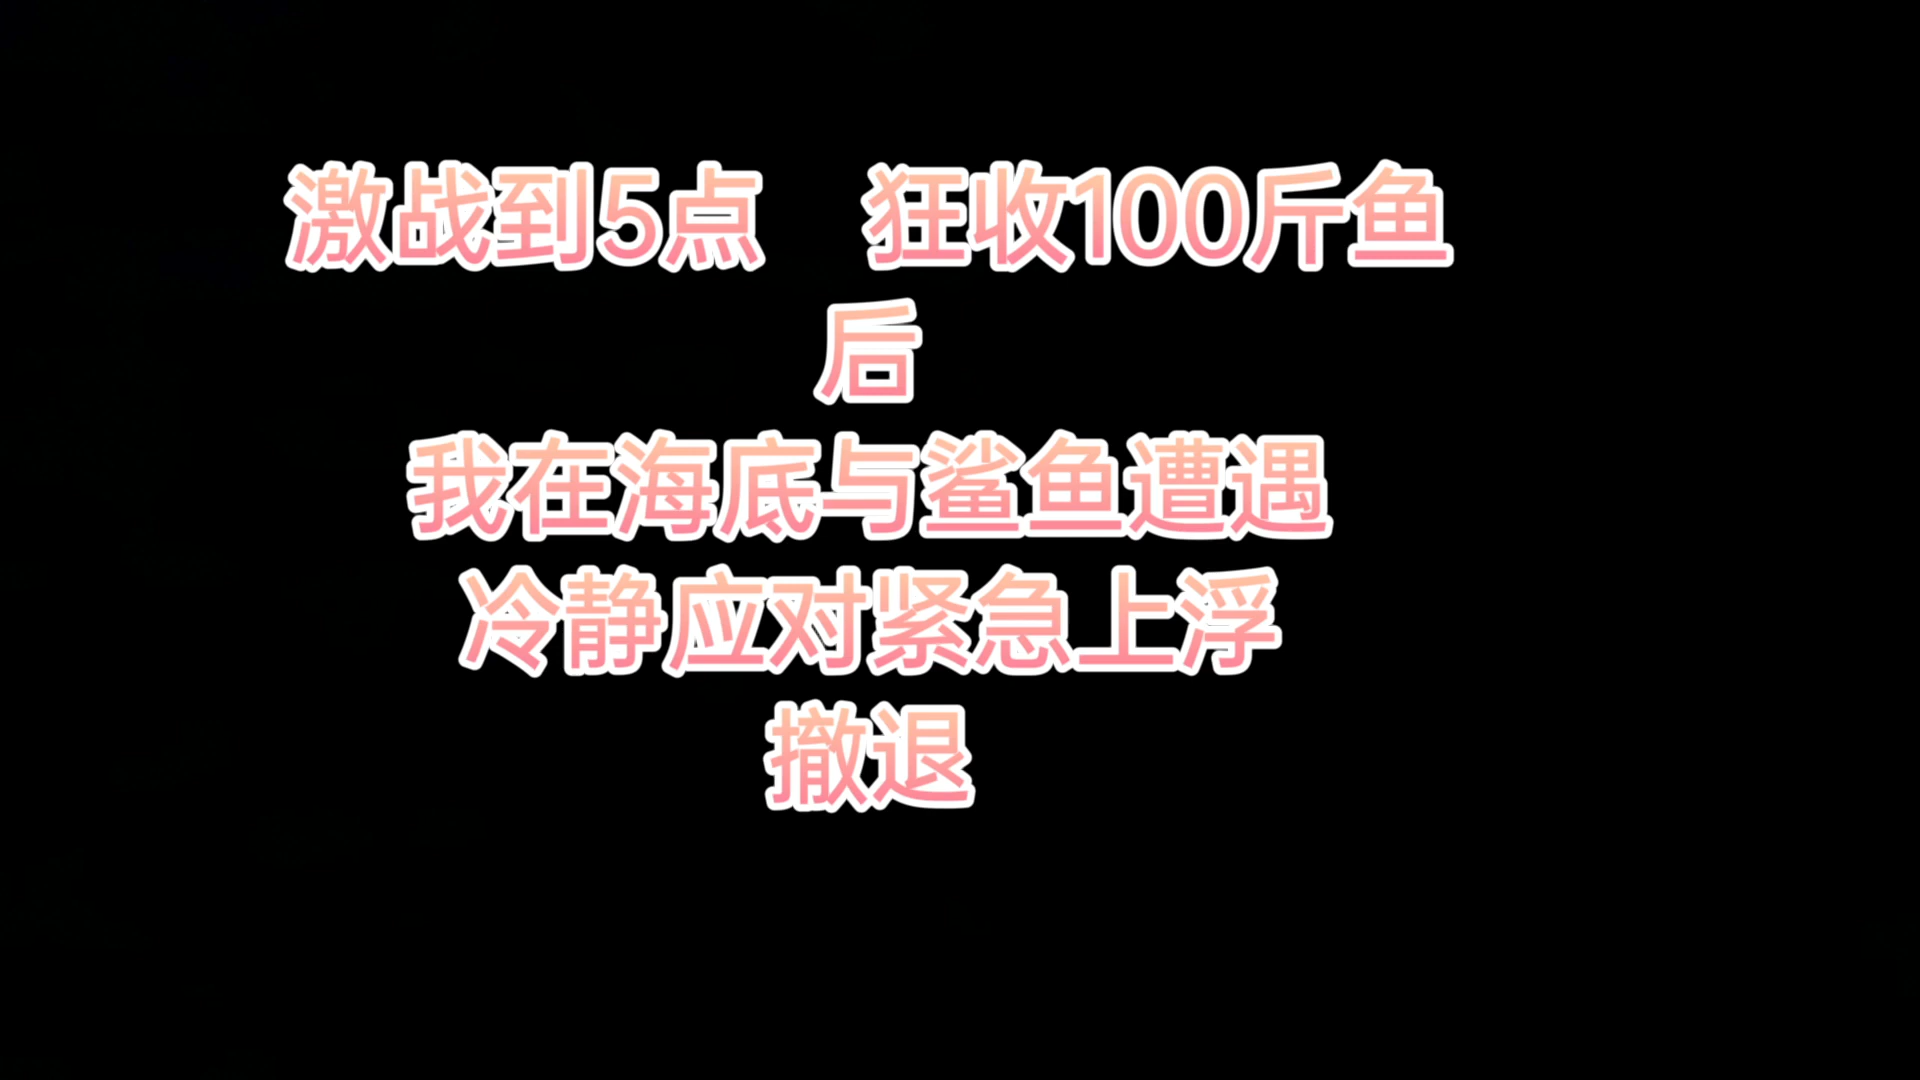 激战到5点　狂收100斤鱼
后
我在海底与鲨鱼遭遇
冷静应对紧急上浮
撤退